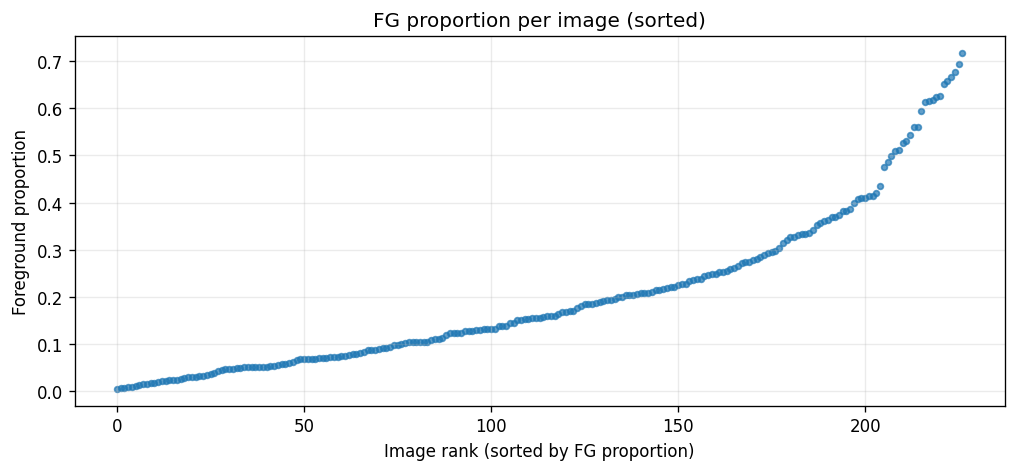 FG proportion per image (sorted)
0.7
0.6
0.5
0.4
0.3
0.2
0.1
0.0
Foreground proportion
0 50 100 150 200
Image rank (sorted by FG proportion)